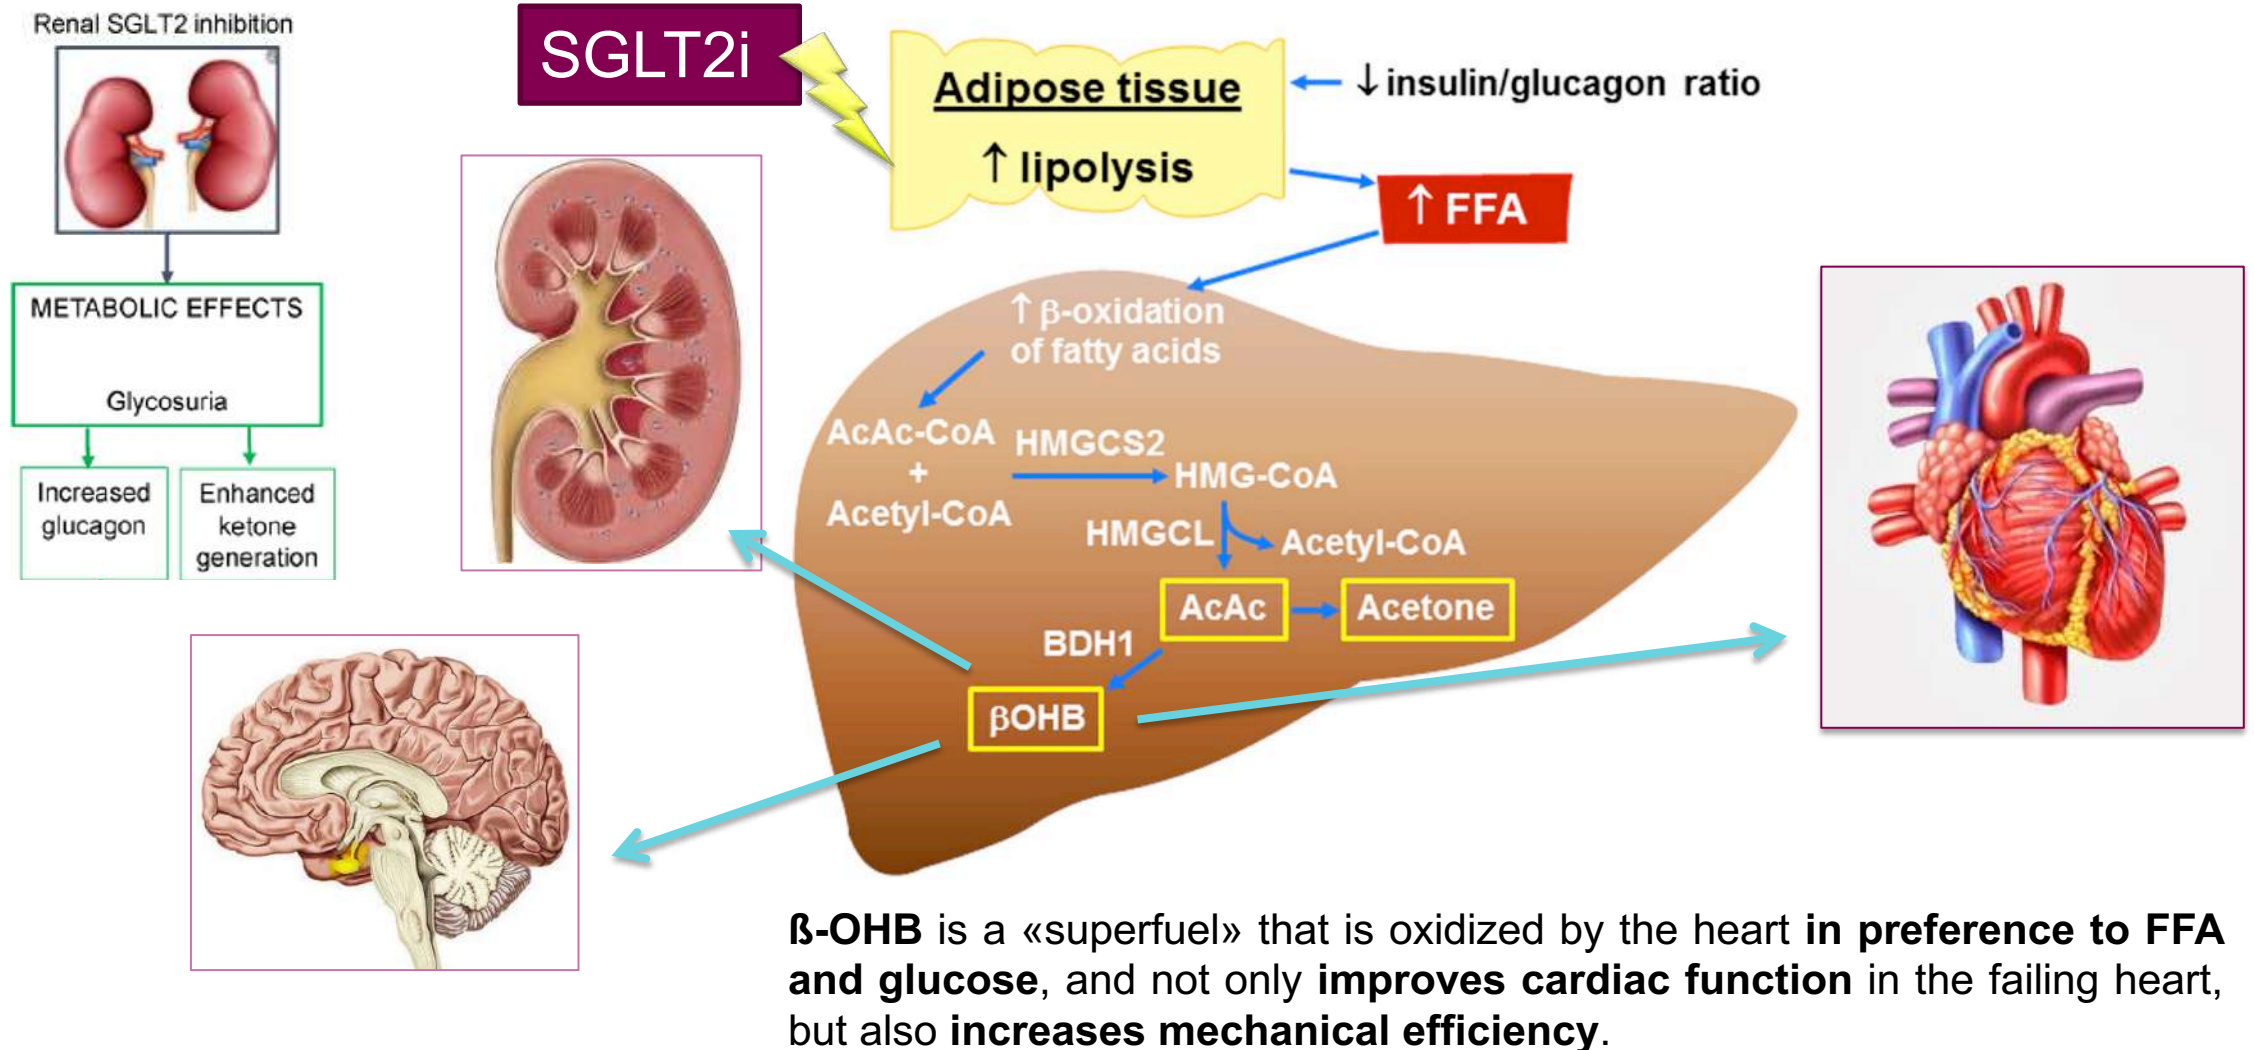 Renal SGLT2 inhibition
METABOLIC EFFECTS
Glycosuria
Increased
glucagon
Enhanced
ketone
generation
SGLT2i
Adipose tissue
↑ lipolysis
↓ insulin/glucagon ratio
↑ FFA
↑ β-oxidation
of fatty acids
AcAc-CoA
+
Acetyl-CoA
HMGCS2
HMG-CoA
HMGCL
Acetyl-CoA
AcAc
Acetone
BDH1
βOHB
ß-OHB is a «superfuel» that is oxidized by the heart in preference to FFA
and glucose, and not only improves cardiac function in the failing heart,
but also increases mechanical efficiency.